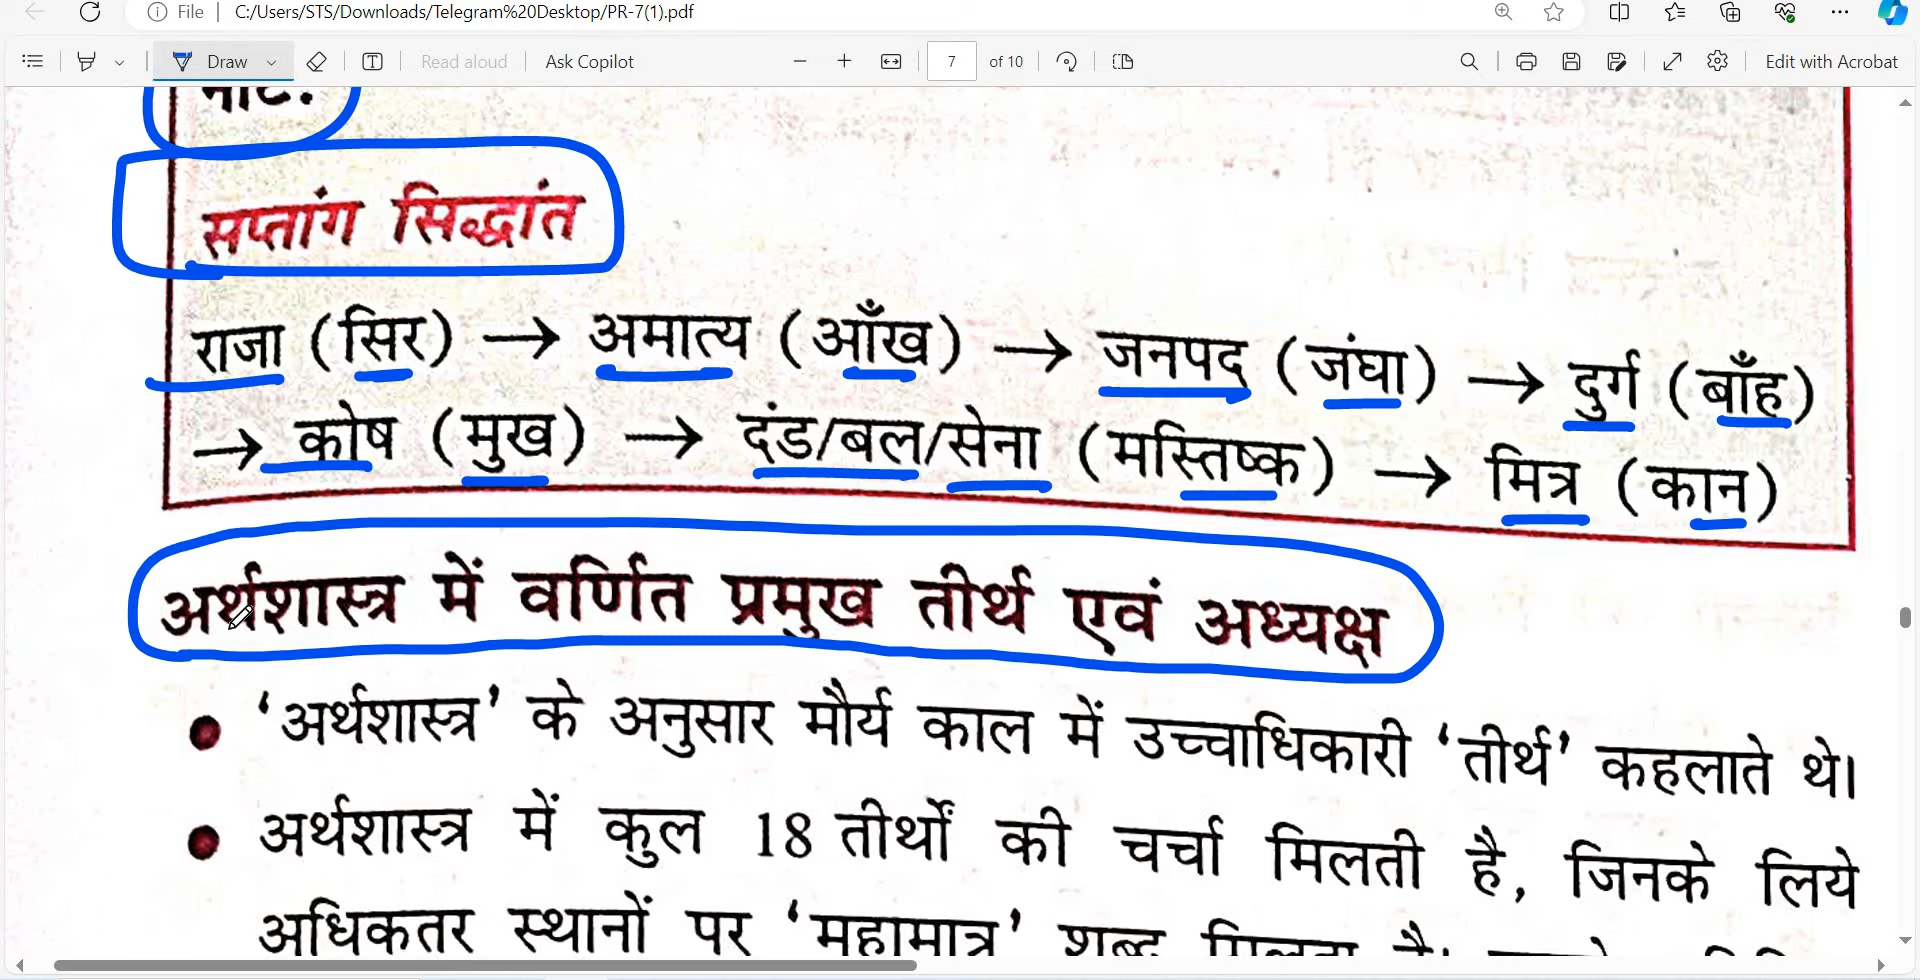 File | C:/Users/STS/Downloads/Telegram%20Desktop/PR-7(1).pdf
Draw Read aloud Ask Copilot 7 of 10 Edit with Acrobat
नोट:
सप्तांग सिद्धांत
राजा (सिर) → अमात्य (आँख) → जनपद (जंघा) → दुर्ग (बाँह)
→ कोष (मुख) → दंड/बल/सेना (मस्तिष्क) → मित्र (कान)
अर्थशास्त्र में वर्णित प्रमुख तीर्थ एवं अध्यक्ष
● ‘अर्थशास्त्र’ के अनुसार मौर्य काल में उच्चाधिकारी ‘तीर्थ’ कहलाते थे।
● अर्थशास्त्र में कुल 18 तीर्थों की चर्चा मिलती है, जिनके लिये
अधिकतर स्थानों पर ‘महामात्र’ शब्द मिलता है।